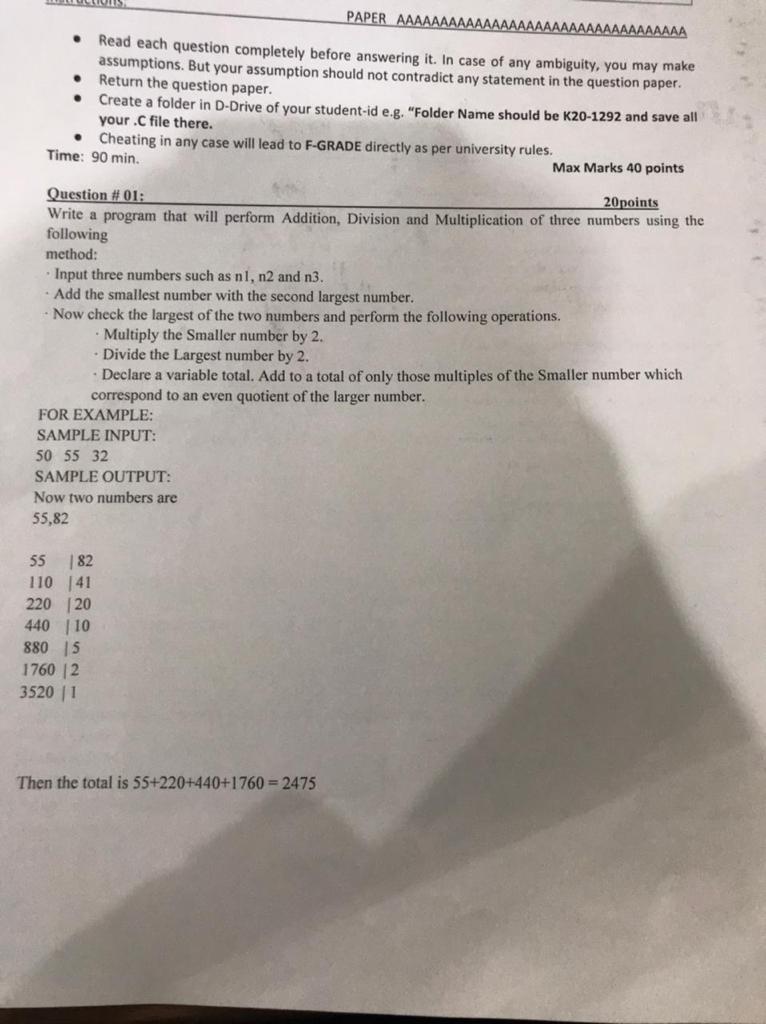 PAPER AAAAAAAAAAAAAAAAAAAAAAAAAAAAAAAAAA
• Read each question completely before answering it. In case of any ambiguity, you may make
assumptions. But your assumption should not contradict any statement in the question paper.
• Return the question paper.
• Create a folder in D-Drive of your student-id e.g. "Folder Name should be K20-1292 and save all
your .C file there.
• Cheating in any case will lead to F-GRADE directly as per university rules.
Time: 90 min.
Max Marks 40 points
Question # 01: 20points
Write a program that will perform Addition, Division and Multiplication of three numbers using the
following
method:
· Input three numbers such as n1, n2 and n3.
· Add the smallest number with the second largest number.
· Now check the largest of the two numbers and perform the following operations.
· Multiply the Smaller number by 2.
· Divide the Largest number by 2.
· Declare a variable total. Add to a total of only those multiples of the Smaller number which
correspond to an even quotient of the larger number.
FOR EXAMPLE:
SAMPLE INPUT:
50 55 32
SAMPLE OUTPUT:
Now two numbers are
55,82
55 | 82
110 | 41
220 | 20
440 | 10
880 | 5
1760 | 2
3520 | 1
Then the total is 55+220+440+1760 = 2475